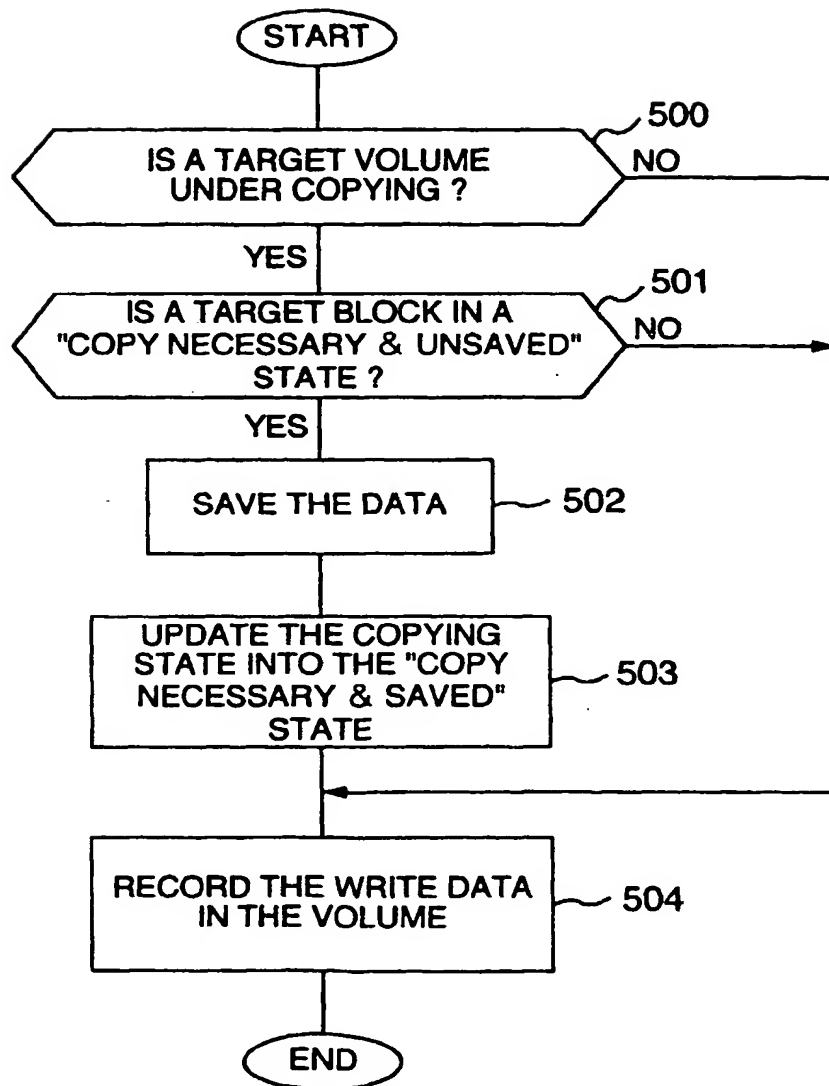 START
500
IS A TARGET VOLUME
UNDER COPYING ?
NO
YES
501
IS A TARGET BLOCK IN A
"COPY NECESSARY & UNSAVED"
STATE ?
NO
YES
SAVE THE DATA
502
UPDATE THE COPYING
STATE INTO THE "COPY
NECESSARY & SAVED"
STATE
503
RECORD THE WRITE DATA
IN THE VOLUME
504
END